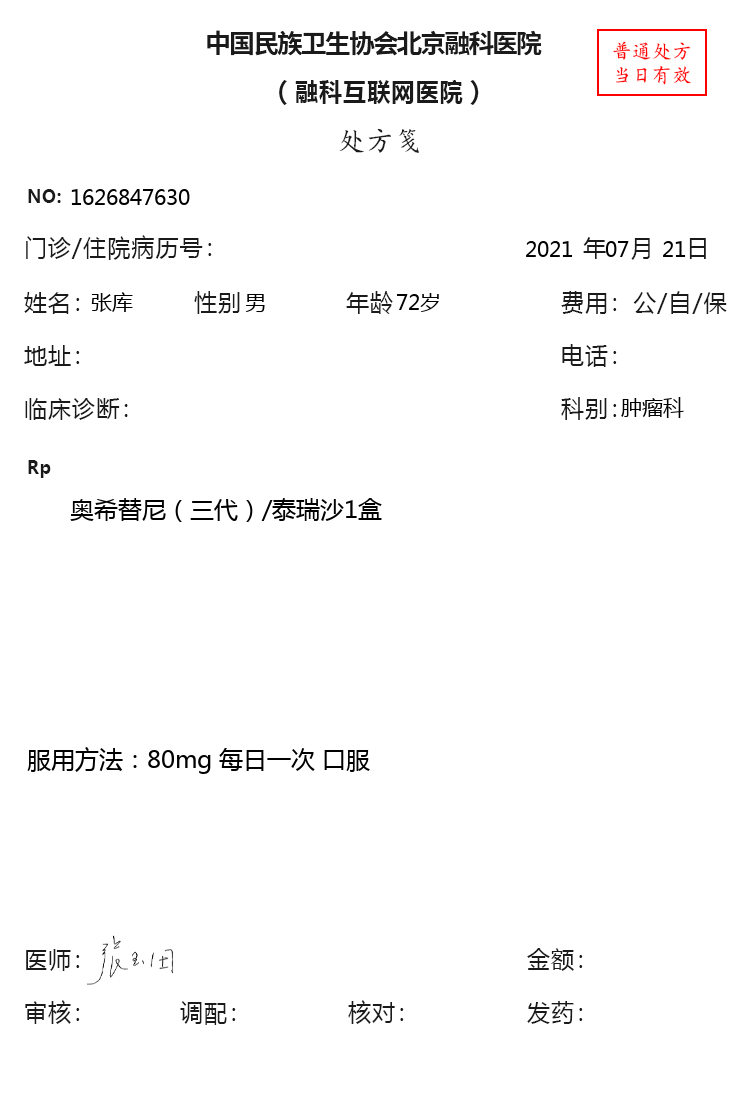 中国民族卫生协会北京融科医院
普通处方
当日有效
（融科互联网医院）
处方笺
NO: 1626847630
门诊/住院病历号: 2021 年07月 21日
姓名: 张库 性别 男 年龄 72岁 费用: 公/自/保
地址: 电话:
临床诊断: 科别: 肿瘤科
Rp
奥希替尼（三代）/泰瑞沙1盒
服用方法：80mg 每日一次 口服
医师: 金额:
审核: 调配: 核对: 发药: